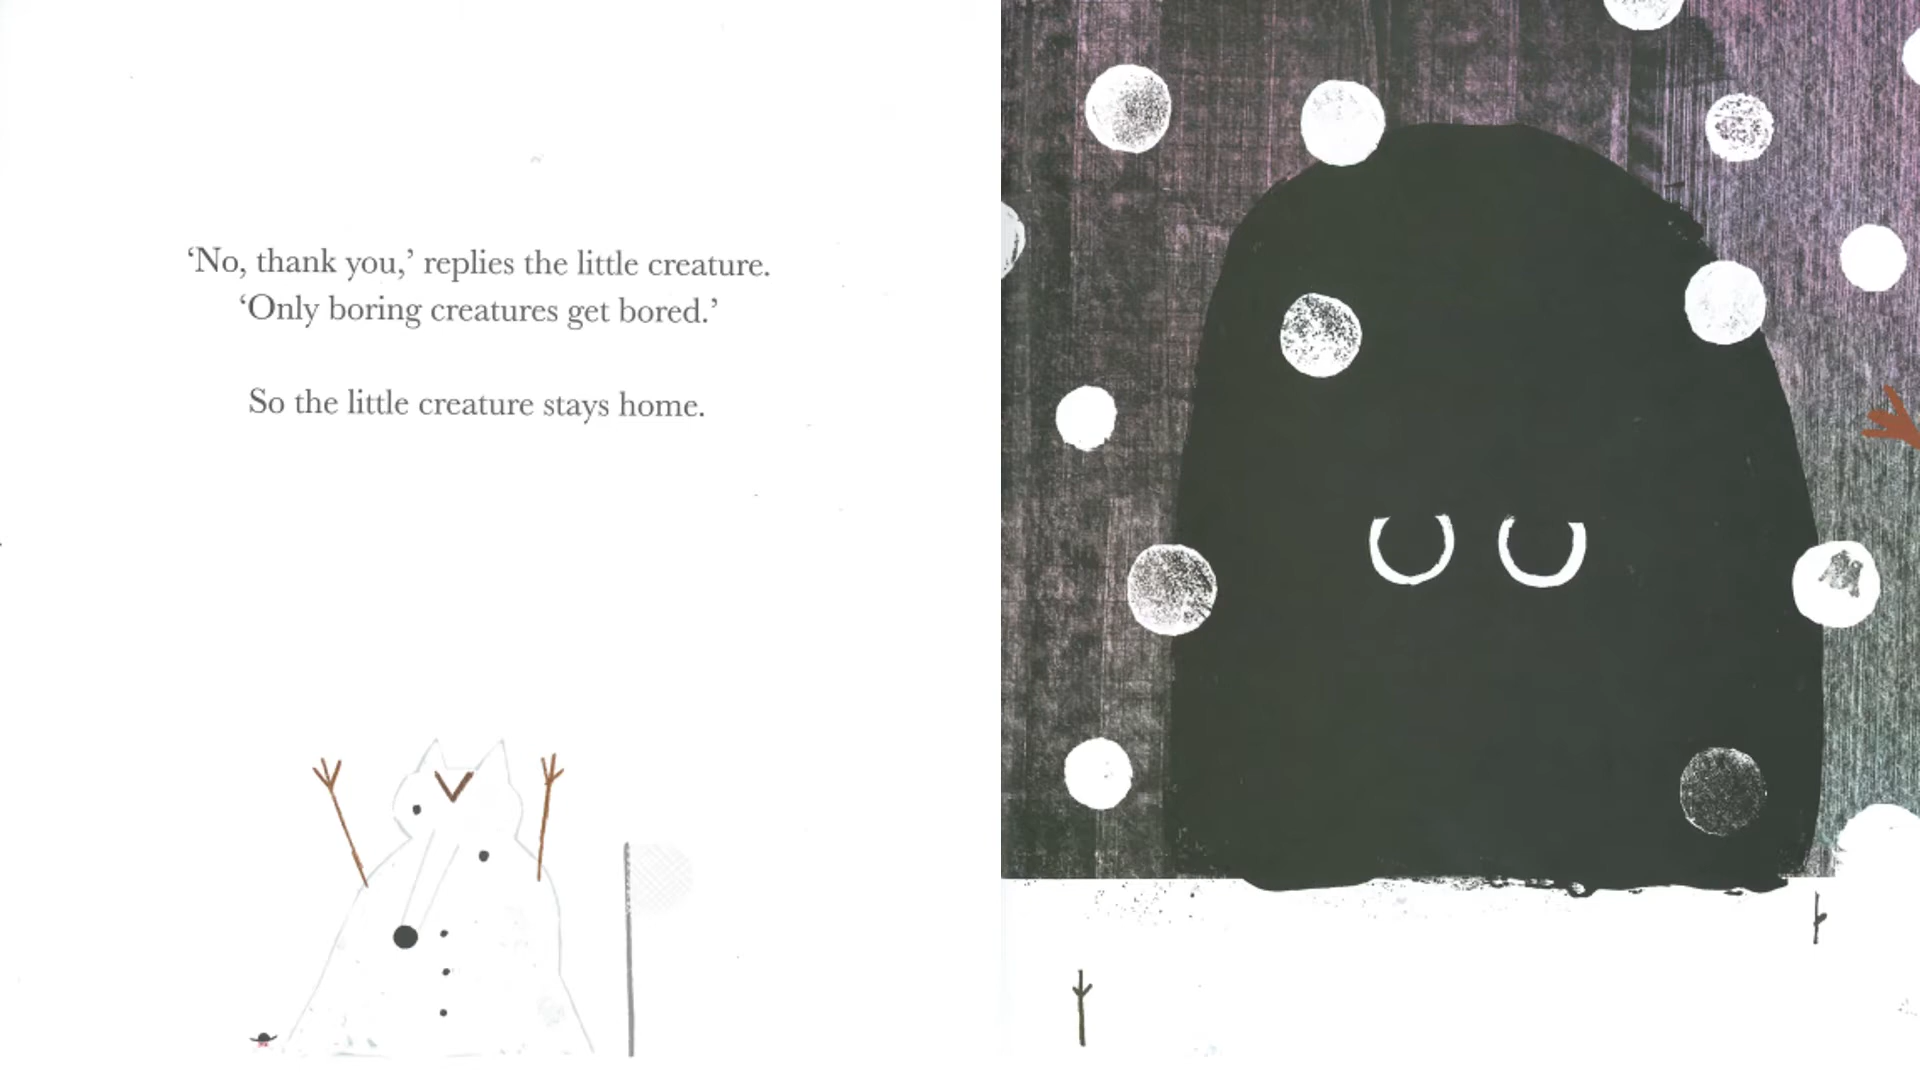 ‘No, thank you,’ replies the little creature.
‘Only boring creatures get bored.’
So the little creature stays home.